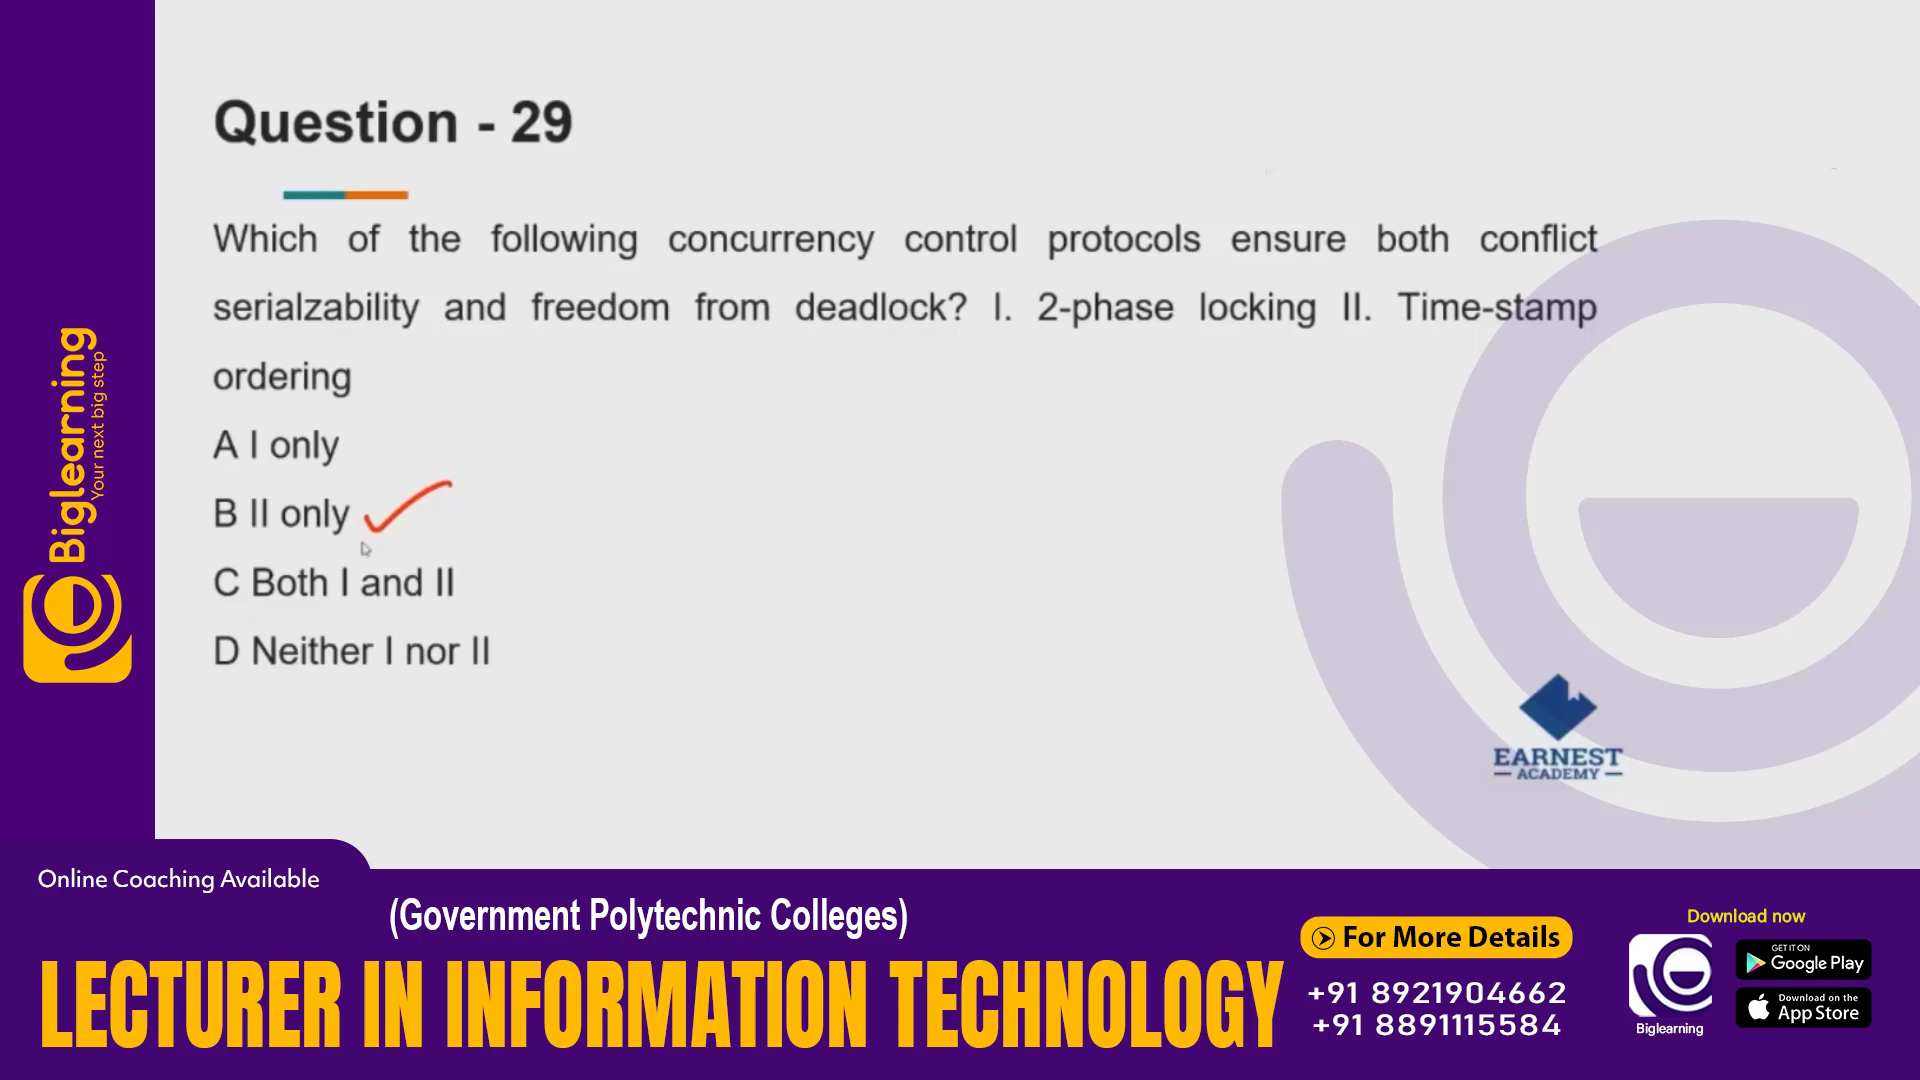 Question - 29
Which of the following concurrency control protocols ensure both conflict
serialzability and freedom from deadlock? I. 2-phase locking II. Time-stamp
ordering
A I only
B II only
C Both I and II
D Neither I nor II
EARNEST
ACADEMY
Biglearning
Your next big step
Online Coaching Available
(Government Polytechnic Colleges)
LECTURER IN INFORMATION TECHNOLOGY
For More Details
+91 8921904662
+91 8891115584
Download now
Biglearning
GET IT ON
Google Play
Download on the
App Store